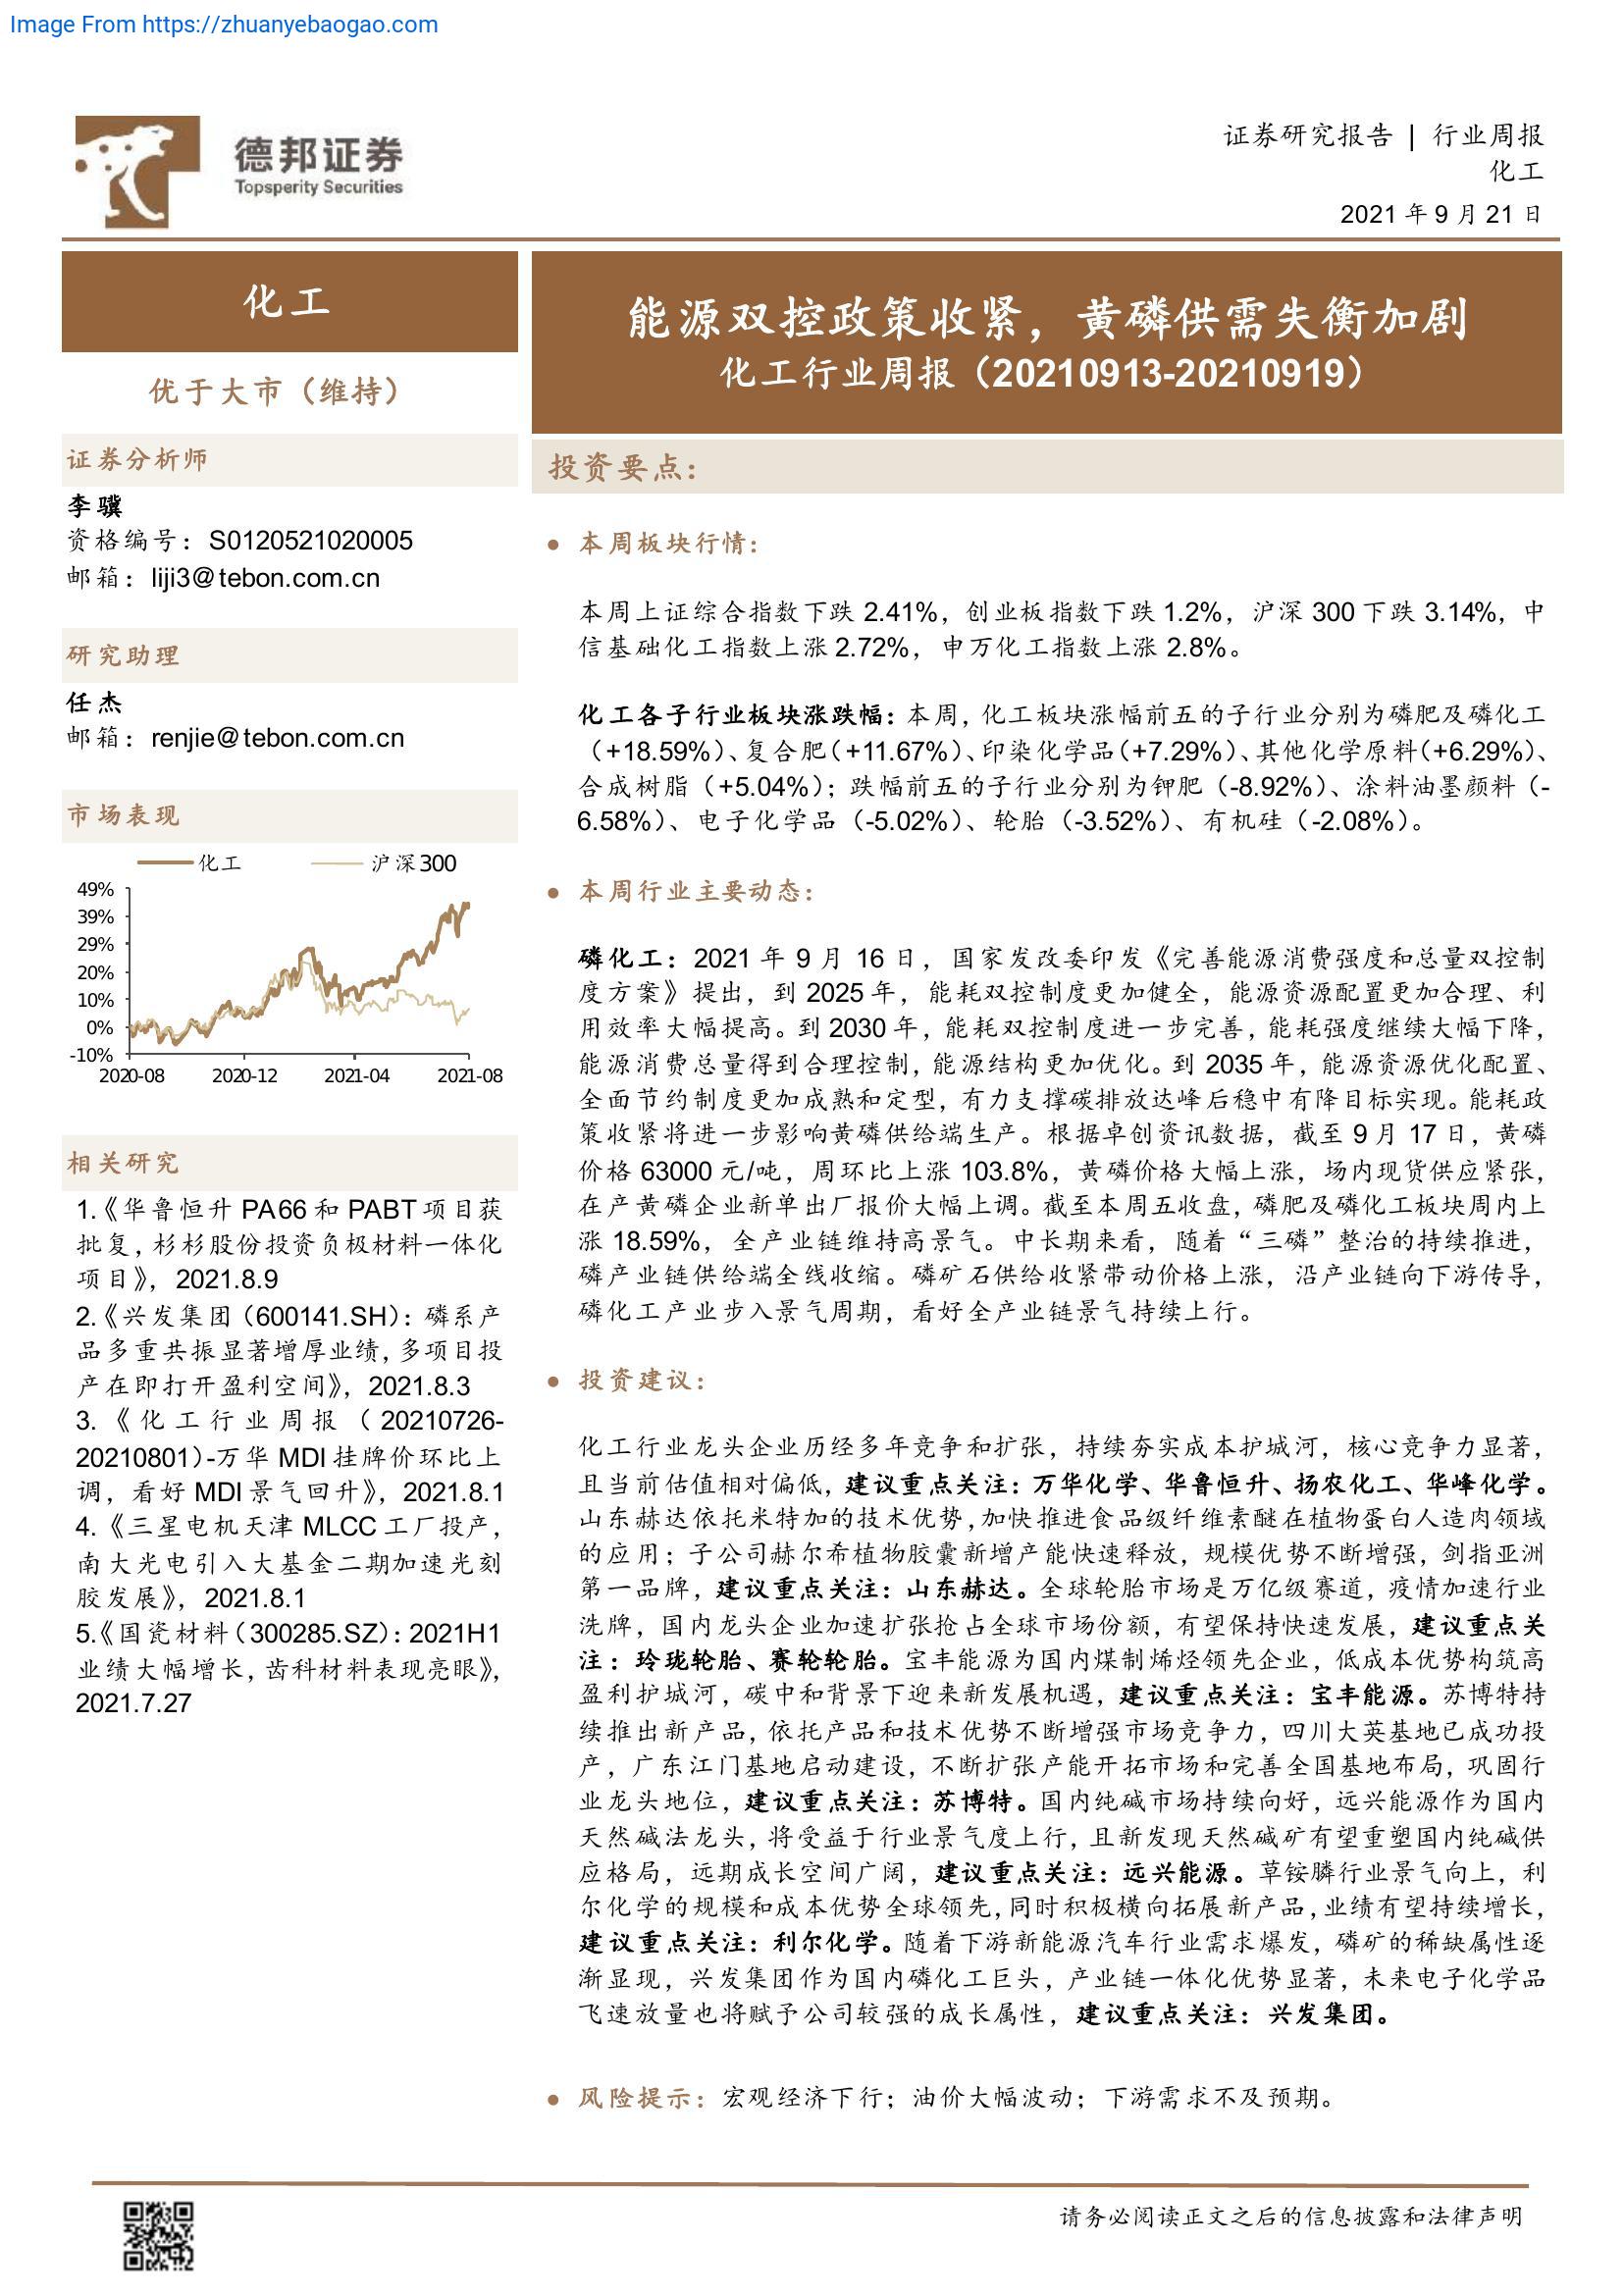 Image From https://zhuanyebaogao.com
德邦证券
Topsperity Securities
证券研究报告 | 行业周报
化工
2021 年 9 月 21 日
化工
优于大市（维持）
证券分析师
李骥
资格编号：S0120521020005
邮箱：liji3@tebon.com.cn
研究助理
任杰
邮箱：renjie@tebon.com.cn
市场表现
化工 沪深300
49%
39%
29%
20%
10%
0%
-10%
2020-08 2020-12 2021-04 2021-08
相关研究
1.《华鲁恒升 PA66 和 PABT 项目获
批复，杉杉股份投资负极材料一体化
项目》，2021.8.9
2.《兴发集团（600141.SH）：磷系产
品多重共振显著增厚业绩，多项目投
产在即打开盈利空间》，2021.8.3
3.《化工行业周报（20210726-
20210801）-万华 MDI 挂牌价环比上
调，看好 MDI 景气回升》，2021.8.1
4.《三星电机天津 MLCC 工厂投产，
南大光电引入大基金二期加速光刻
胶发展》，2021.8.1
5.《国瓷材料（300285.SZ）：2021H1
业绩大幅增长，齿科材料表现亮眼》，
2021.7.27
能源双控政策收紧，黄磷供需失衡加剧
化工行业周报（20210913-20210919）
投资要点：
● 本周板块行情：
本周上证综合指数下跌 2.41%，创业板指数下跌 1.2%，沪深 300 下跌 3.14%，中
信基础化工指数上涨 2.72%，申万化工指数上涨 2.8%。
化工各子行业板块涨跌幅：本周，化工板块涨幅前五的子行业分别为磷肥及磷化工
（+18.59%）、复合肥（+11.67%）、印染化学品（+7.29%）、其他化学原料（+6.29%）、
合成树脂（+5.04%）；跌幅前五的子行业分别为钾肥（-8.92%）、涂料油墨颜料（-
6.58%）、电子化学品（-5.02%）、轮胎（-3.52%）、有机硅（-2.08%）。
● 本周行业主要动态：
磷化工：2021 年 9 月 16 日，国家发改委印发《完善能源消费强度和总量双控制
度方案》提出，到 2025 年，能耗双控制度更加健全，能源资源配置更加合理、利
用效率大幅提高。到 2030 年，能耗双控制度进一步完善，能耗强度继续大幅下降，
能源消费总量得到合理控制，能源结构更加优化。到 2035 年，能源资源优化配置、
全面节约制度更加成熟和定型，有力支撑碳排放达峰后稳中有降目标实现。能耗政
策收紧将进一步影响黄磷供给端生产。根据卓创资讯数据，截至 9 月 17 日，黄磷
价格 63000 元/吨，周环比上涨 103.8%，黄磷价格大幅上涨，场内现货供应紧张，
在产黄磷企业新单出厂报价大幅上调。截至本周五收盘，磷肥及磷化工板块周内上
涨 18.59%，全产业链维持高景气。中长期来看，随着“三磷”整治的持续推进，
磷产业链供给端全线收缩。磷矿石供给收紧带动价格上涨，沿产业链向下游传导，
磷化工产业步入景气周期，看好全产业链景气持续上行。
● 投资建议：
化工行业龙头企业历经多年竞争和扩张，持续夯实成本护城河，核心竞争力显著，
且当前估值相对偏低，建议重点关注：万华化学、华鲁恒升、扬农化工、华峰化学。
山东赫达依托米特加的技术优势，加快推进食品级纤维素醚在植物蛋白人造肉领域
的应用；子公司赫尔希植物胶囊新增产能快速释放，规模优势不断增强，剑指亚洲
第一品牌，建议重点关注：山东赫达。全球轮胎市场是万亿级赛道，疫情加速行业
洗牌，国内龙头企业加速扩张抢占全球市场份额，有望保持快速发展，建议重点关
注：玲珑轮胎、赛轮轮胎。宝丰能源为国内煤制烯烃领先企业，低成本优势构筑高
盈利护城河，碳中和背景下迎来新发展机遇，建议重点关注：宝丰能源。苏博特持
续推出新产品，依托产品和技术优势不断增强市场竞争力，四川大英基地已成功投
产，广东江门基地启动建设，不断扩张产能开拓市场和完善全国基地布局，巩固行
业龙头地位，建议重点关注：苏博特。国内纯碱市场持续向好，远兴能源作为国内
天然碱法龙头，将受益于行业景气度上行，且新发现天然碱矿有望重塑国内纯碱供
应格局，远期成长空间广阔，建议重点关注：远兴能源。草铵膦行业景气向上，利
尔化学的规模和成本优势全球领先，同时积极横向拓展新产品，业绩有望持续增长，
建议重点关注：利尔化学。随着下游新能源汽车行业需求爆发，磷矿的稀缺属性逐
渐显现，兴发集团作为国内磷化工巨头，产业链一体化优势显著，未来电子化学品
飞速放量也将赋予公司较强的成长属性，建议重点关注：兴发集团。
● 风险提示：宏观经济下行；油价大幅波动；下游需求不及预期。
请务必阅读正文之后的信息披露和法律声明